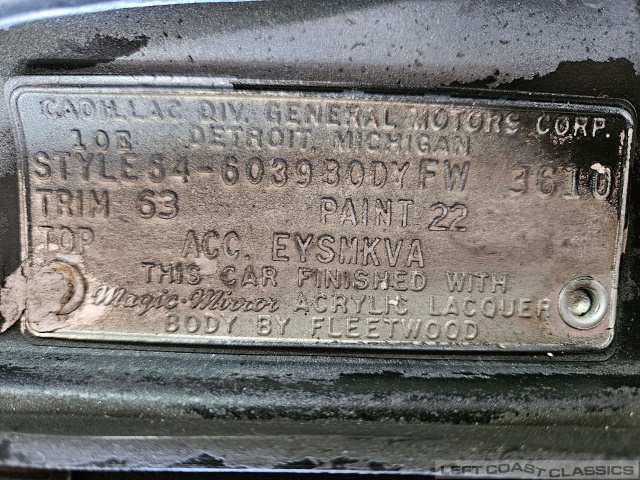 CADILLAC DIV. GENERAL MOTORS CORP.
10E DETROIT MICHIGAN
STYLE 64-6039 BODY FW 3610
TRIM 63 PAINT 22
TOP ACC. EYSMKVA
THIS CAR FINISHED WITH
Magic-Mirror ACRYLIC LACQUER
BODY BY FLEETWOOD
LEFT COAST CLASSICS